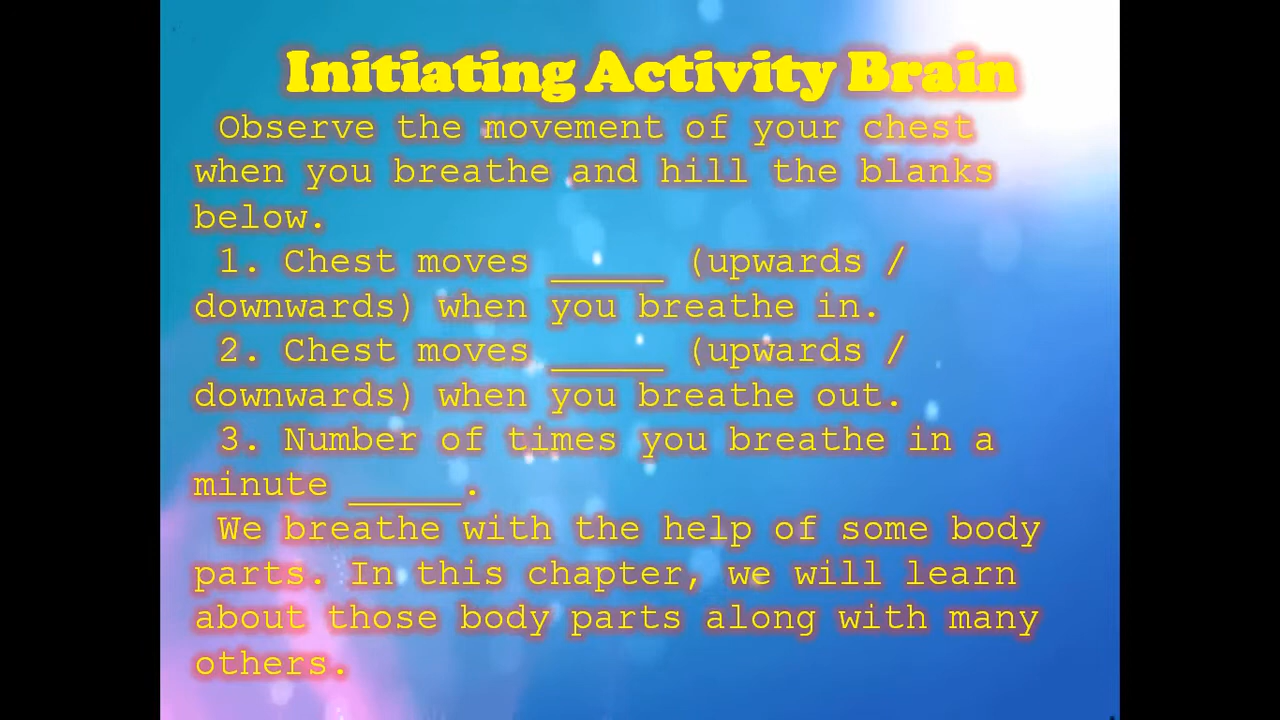 Initiating Activity Brain
Observe the movement of your chest
when you breathe and hill the blanks
below.
1. Chest moves _____ (upwards /
downwards) when you breathe in.
2. Chest moves _____ (upwards /
downwards) when you breathe out.
3. Number of times you breathe in a
minute _____.
We breathe with the help of some body
parts. In this chapter, we will learn
about those body parts along with many
others.